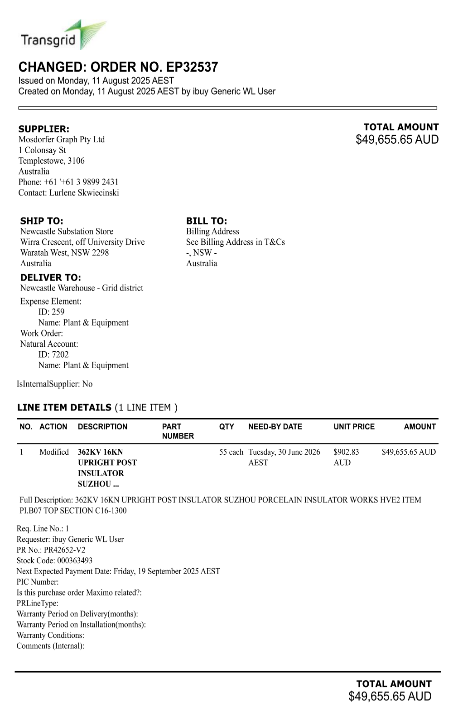 Transgrid
CHANGED: ORDER NO. EP32537
Issued on Monday, 11 August 2025 AEST
Created on Monday, 11 August 2025 AEST by ibuy Generic WL User
SUPPLIER:
Mosdorfer Graph Pty Ltd
1 Colonsay St
Templestowe, 3106
Australia
Phone: +61 '+61 3 9899 2431
Contact: Lurlene Skwiecinski
TOTAL AMOUNT
$49,655.65 AUD
SHIP TO:
Newcastle Substation Store
Wirra Crescent, off University Drive
Waratah West, NSW 2298
Australia
BILL TO:
Billing Address
See Billing Address in T&Cs
-, NSW -
Australia
DELIVER TO:
Newcastle Warehouse - Grid district
Expense Element:
ID: 259
Name: Plant & Equipment
Work Order:
Natural Account:
ID: 7202
Name: Plant & Equipment
IsInternalSupplier: No
LINE ITEM DETAILS (1 LINE ITEM )
NO. ACTION DESCRIPTION PART NUMBER QTY NEED-BY DATE UNIT PRICE AMOUNT
1 Modified 362KV 16KN UPRIGHT POST INSULATOR SUZHOU ... 55 each Tuesday, 30 June 2026 AEST $902.83 AUD $49,655.65 AUD
Full Description: 362KV 16KN UPRIGHT POST INSULATOR SUZHOU PORCELAIN INSULATOR WORKS HVE2 ITEM
PI.B07 TOP SECTION C16-1300
Req. Line No.: 1
Requester: ibuy Generic WL User
PR No.: PR42652-V2
Stock Code: 000363493
Next Expected Payment Date: Friday, 19 September 2025 AEST
PIC Number:
Is this purchase order Maximo related?:
PRLineType:
Warranty Period on Delivery(months):
Warranty Period on Installation(months):
Warranty Conditions:
Comments (Internal):
TOTAL AMOUNT
$49,655.65 AUD